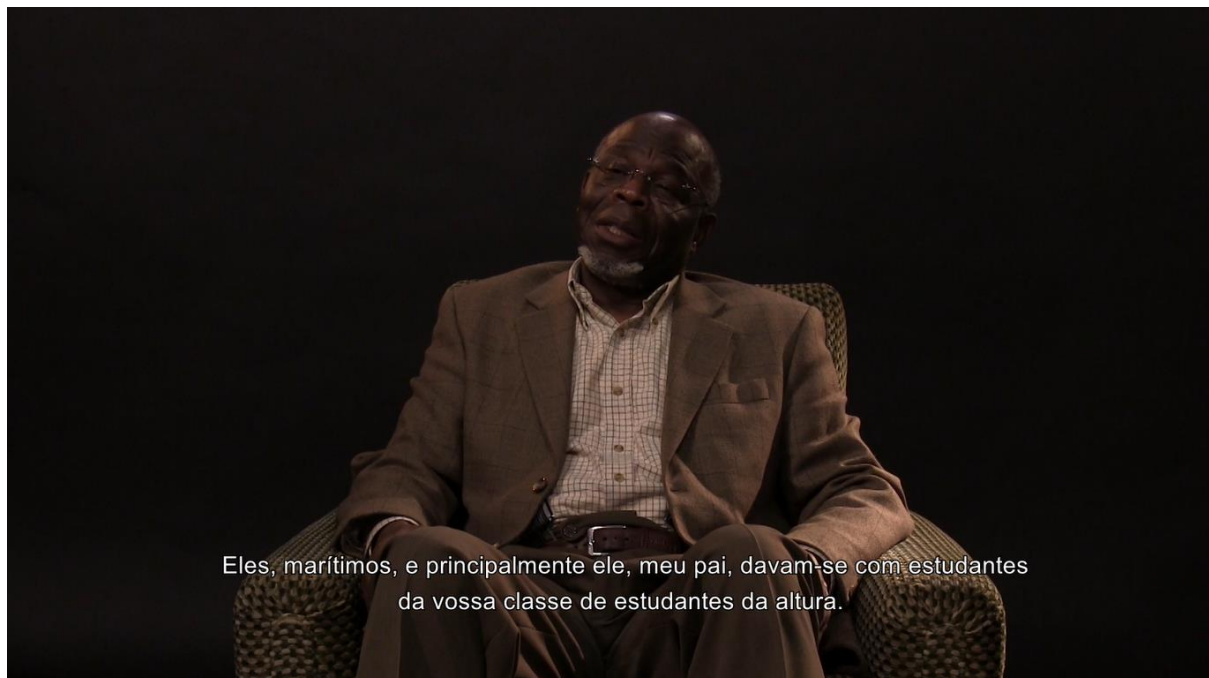 Eles, marítimos, e principalmente ele, meu pai, davam-se com estudantes
da vossa classe de estudantes da altura.